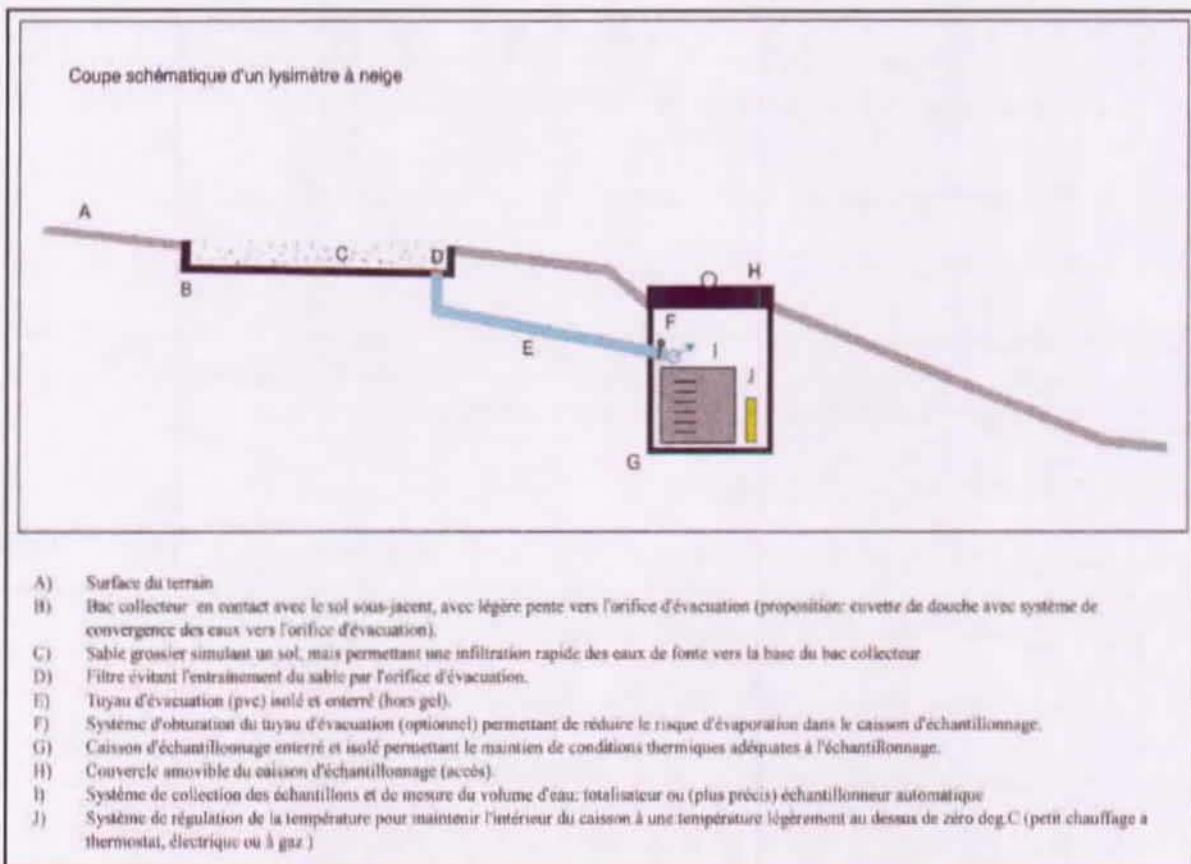 Coupe schématique d'un lysimètre à neige
A
C
D
B
H
F
E
I
J
G
A) Surface du terrain
B) Bac collecteur en contact avec le sol sous-jacent, avec légère pente vers l'orifice d'évacuation (proposition: cuvette de douche avec système de
convergence des eaux vers l'orifice d'évacuation).
C) Sable grossier simulant un sol, mais permettant une infiltration rapide des eaux de fonte vers la base du bac collecteur
D) Filtre évitant l'entrainement du sable par l'orifice d'évacuation.
E) Tuyau d'évacuation (pvc) isolé et enterré (hors gel).
F) Système d'obturation du tuyau d'évacuation (optionnel) permettant de réduire le risque d'évaporation dans le caisson d'échantillonnage.
G) Caisson d'échantillonnage enterré et isolé permettant le maintien de conditions thermiques adéquates à l'échantillonnage.
H) Couvercle amovible du caisson d'échantillonnage (accès).
I) Système de collection des échantillons et de mesure du volume d'eau: totalisateur ou (plus précis) échantillonneur automatique
J) Système de régulation de la température pour maintenir l'intérieur du caisson à une température légèrement au dessus de zéro deg.C (petit chauffage a
thermostat, électrique ou à gaz )